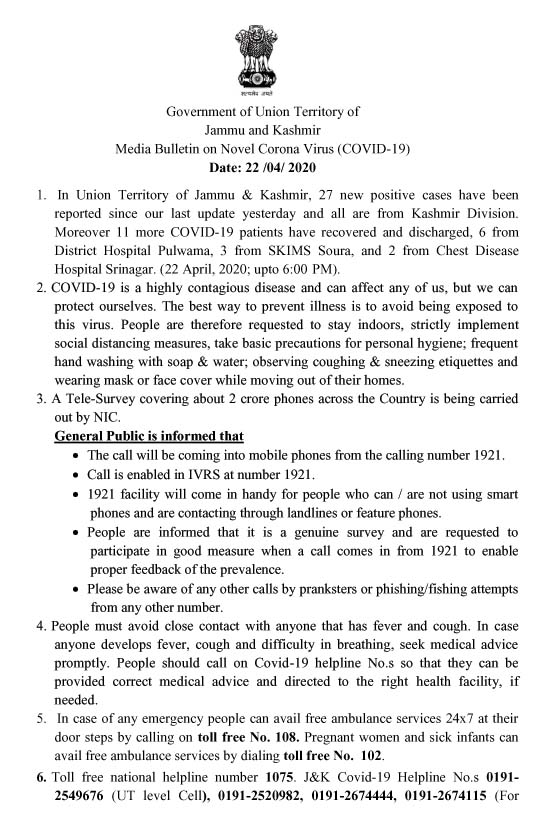 सत्यमेव जयते
Government of Union Territory of
Jammu and Kashmir
Media Bulletin on Novel Corona Virus (COVID-19)
Date: 22 /04/ 2020
1. In Union Territory of Jammu & Kashmir, 27 new positive cases have been
reported since our last update yesterday and all are from Kashmir Division.
Moreover 11 more COVID-19 patients have recovered and discharged, 6 from
District Hospital Pulwama, 3 from SKIMS Soura, and 2 from Chest Disease
Hospital Srinagar. (22 April, 2020; upto 6:00 PM).
2. COVID-19 is a highly contagious disease and can affect any of us, but we can
protect ourselves. The best way to prevent illness is to avoid being exposed to
this virus. People are therefore requested to stay indoors, strictly implement
social distancing measures, take basic precautions for personal hygiene; frequent
hand washing with soap & water; observing coughing & sneezing etiquettes and
wearing mask or face cover while moving out of their homes.
3. A Tele-Survey covering about 2 crore phones across the Country is being carried
out by NIC.
General Public is informed that
• The call will be coming into mobile phones from the calling number 1921.
• Call is enabled in IVRS at number 1921.
• 1921 facility will come in handy for people who can / are not using smart
phones and are contacting through landlines or feature phones.
• People are informed that it is a genuine survey and are requested to
participate in good measure when a call comes in from 1921 to enable
proper feedback of the prevalence.
• Please be aware of any other calls by pranksters or phishing/fishing attempts
from any other number.
4. People must avoid close contact with anyone that has fever and cough. In case
anyone develops fever, cough and difficulty in breathing, seek medical advice
promptly. People should call on Covid-19 helpline No.s so that they can be
provided correct medical advice and directed to the right health facility, if
needed.
5. In case of any emergency people can avail free ambulance services 24x7 at their
door steps by calling on toll free No. 108. Pregnant women and sick infants can
avail free ambulance services by dialing toll free No. 102.
6. Toll free national helpline number 1075. J&K Covid-19 Helpline No.s 0191-
2549676 (UT level Cell), 0191-2520982, 0191-2674444, 0191-2674115 (For